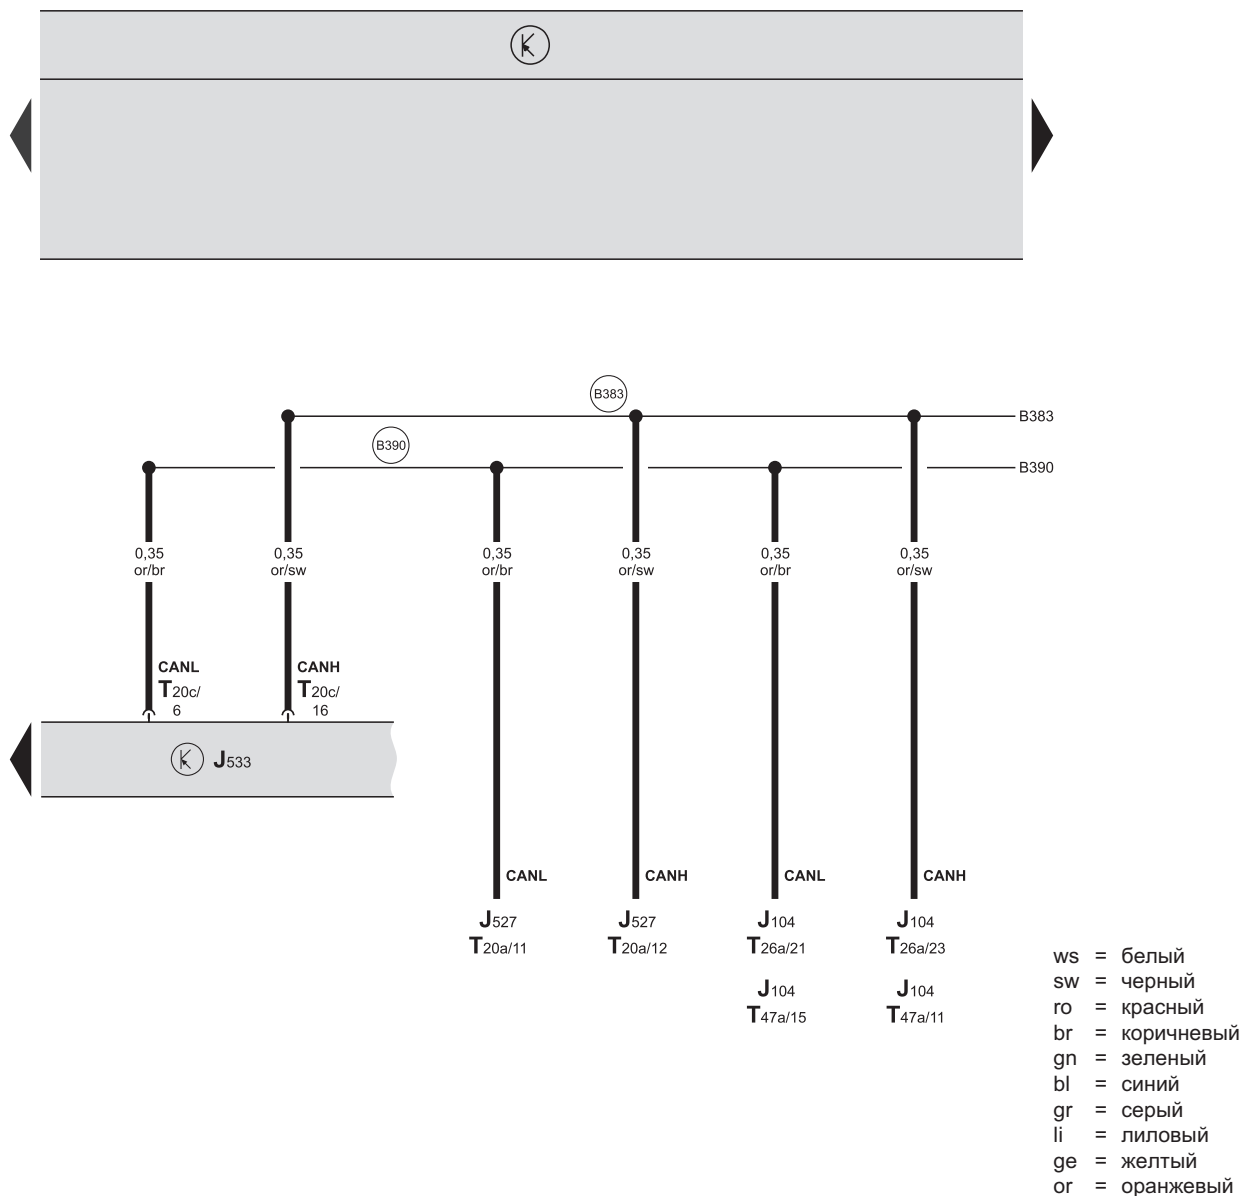 B383
B383
B390
B390
0,35
or/br
0,35
or/sw
0,35
or/br
0,35
or/sw
0,35
or/br
0,35
or/sw
CANL
T20c/
6
CANH
T20c/
16
J533
CANL
CANH
CANL
CANH
J527
T20a/11
J527
T20a/12
J104
T26a/21
J104
T26a/23
J104
T47a/15
J104
T47a/11
ws = белый
sw = черный
ro = красный
br = коричневый
gn = зеленый
bl = синий
gr = серый
li = лиловый
ge = желтый
or = оранжевый